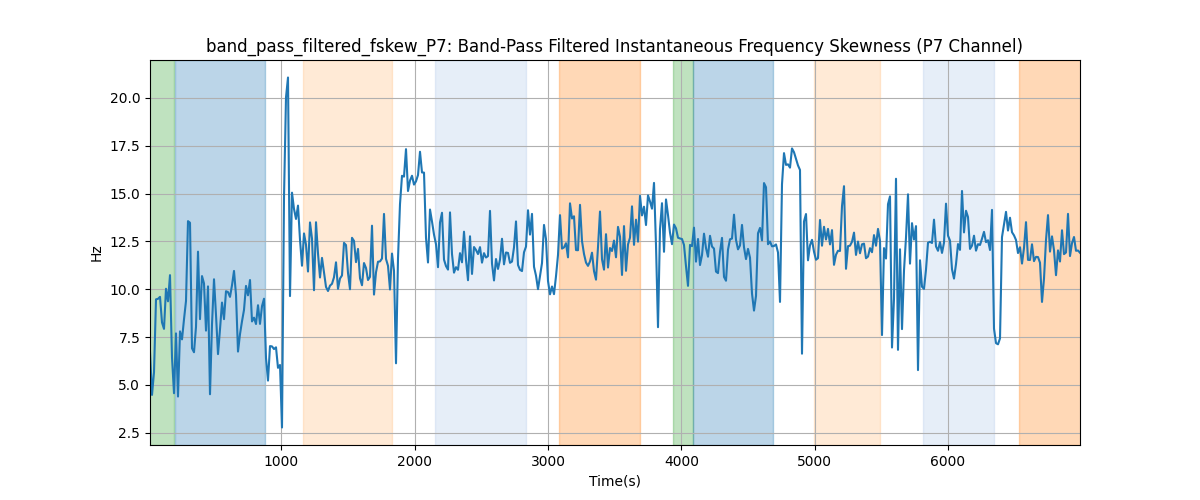 band_pass_filtered_fskew_P7: Band-Pass Filtered Instantaneous Frequency Skewness (P7 Channel)
20.0
17.5
15.0
12.5
10.0
7.5
5.0
2.5
Hz
1000 2000 3000 4000 5000 6000
Time(s)